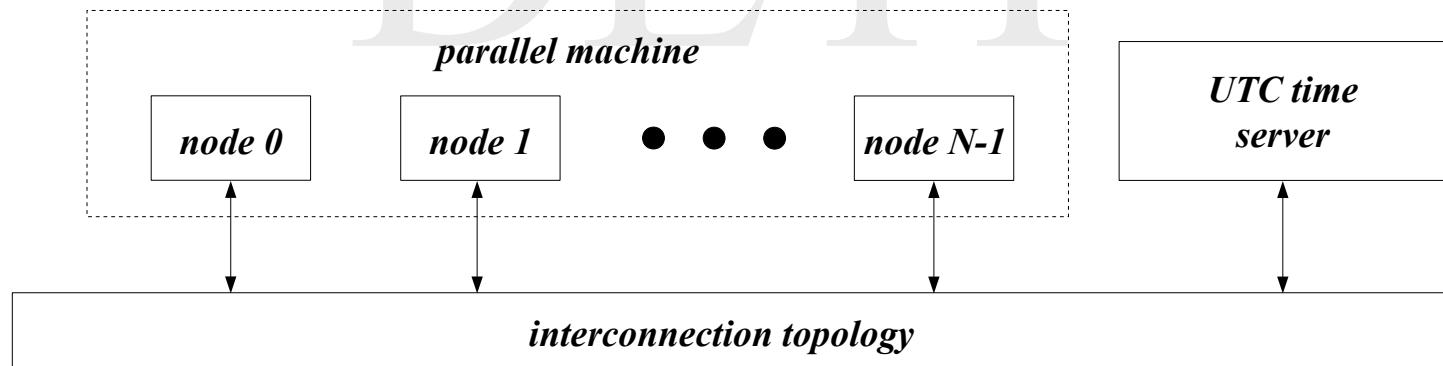 parallel machine
node 0
node 1
node N-1
UTC time
server
interconnection topology